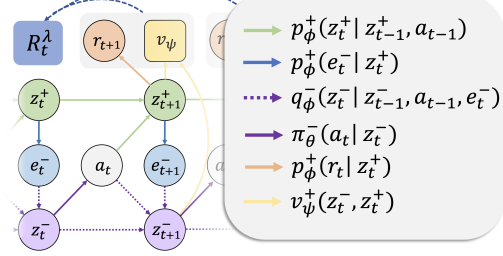 R_t^λ
r_{t+1}
v_ψ
z_t^+
z_{t+1}^+
e_t^-
a_t
e_{t+1}^-
z_t^-
z_{t+1}^-
p_ϕ^+(z_t^+| z_{t-1}^+, a_{t-1})
p_ϕ^+(e_t^-| z_t^+)
q_ϕ^-(z_t^-| z_{t-1}^-, a_{t-1}, e_t^-)
π_θ^-(a_t| z_t^-)
p_ϕ^+(r_t| z_t^+)
v_ψ^+(z_t^-, z_t^+)